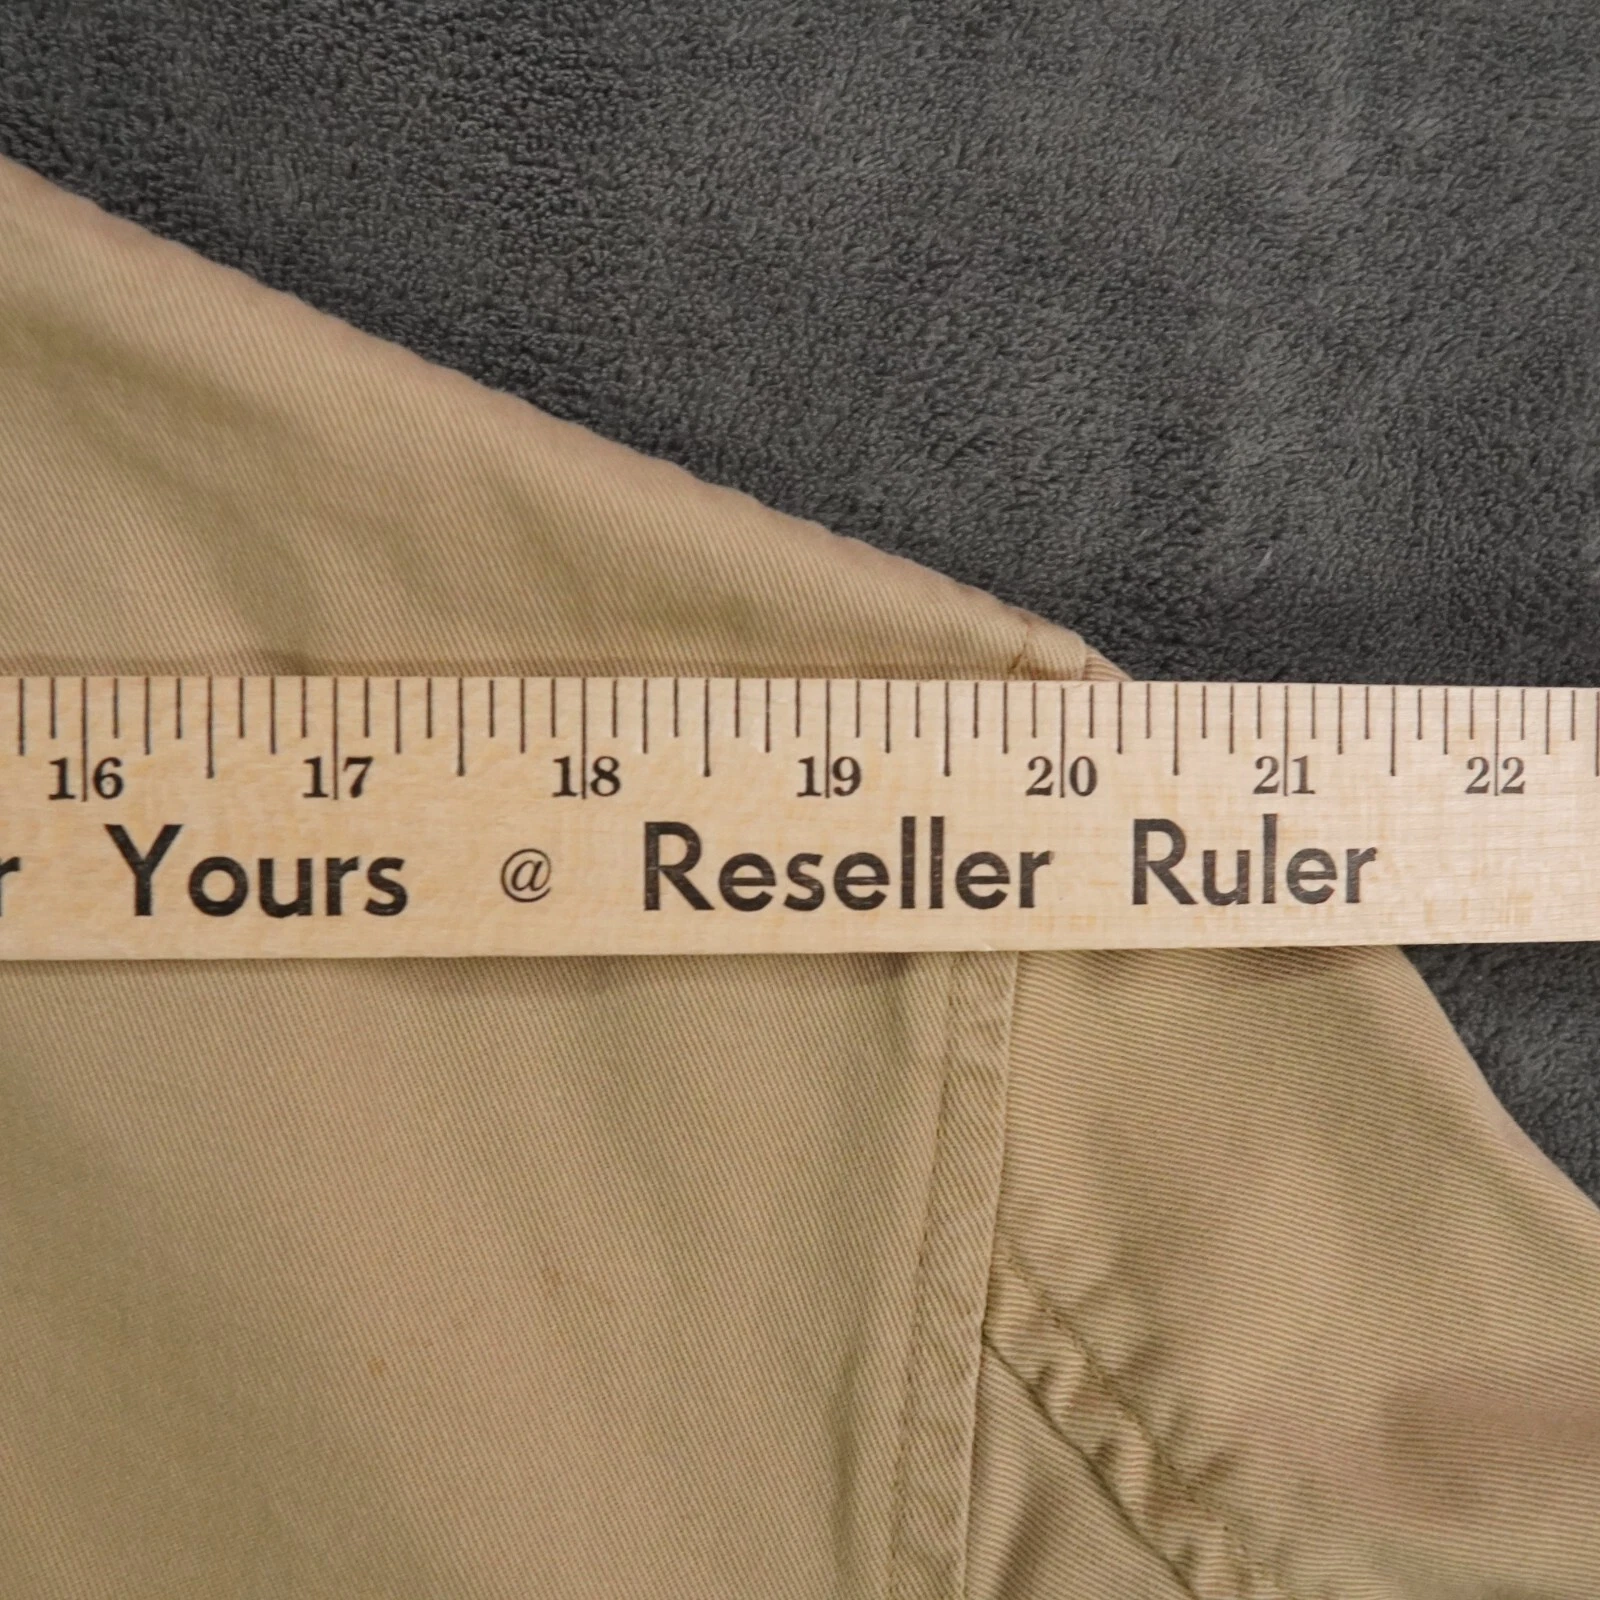 16 17 18 19 20 21 22
Yours @ Reseller Ruler